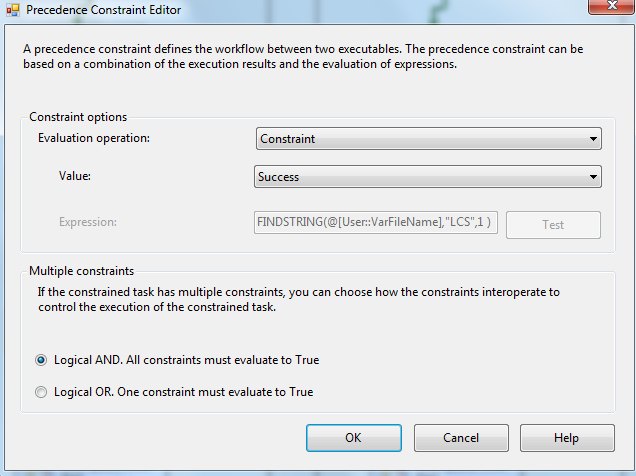 Precedence Constraint Editor
A precedence constraint defines the workflow between two executables. The precedence constraint can be
based on a combination of the execution results and the evaluation of expressions.
Constraint options
Evaluation operation:
Constraint
Value:
Success
Expression:
FINDSTRING(@[User::VarFileName],"LCS",1 )
Test
Multiple constraints
If the constrained task has multiple constraints, you can choose how the constraints interoperate to
control the execution of the constrained task.
Logical AND. All constraints must evaluate to True
Logical OR. One constraint must evaluate to True
OK
Cancel
Help